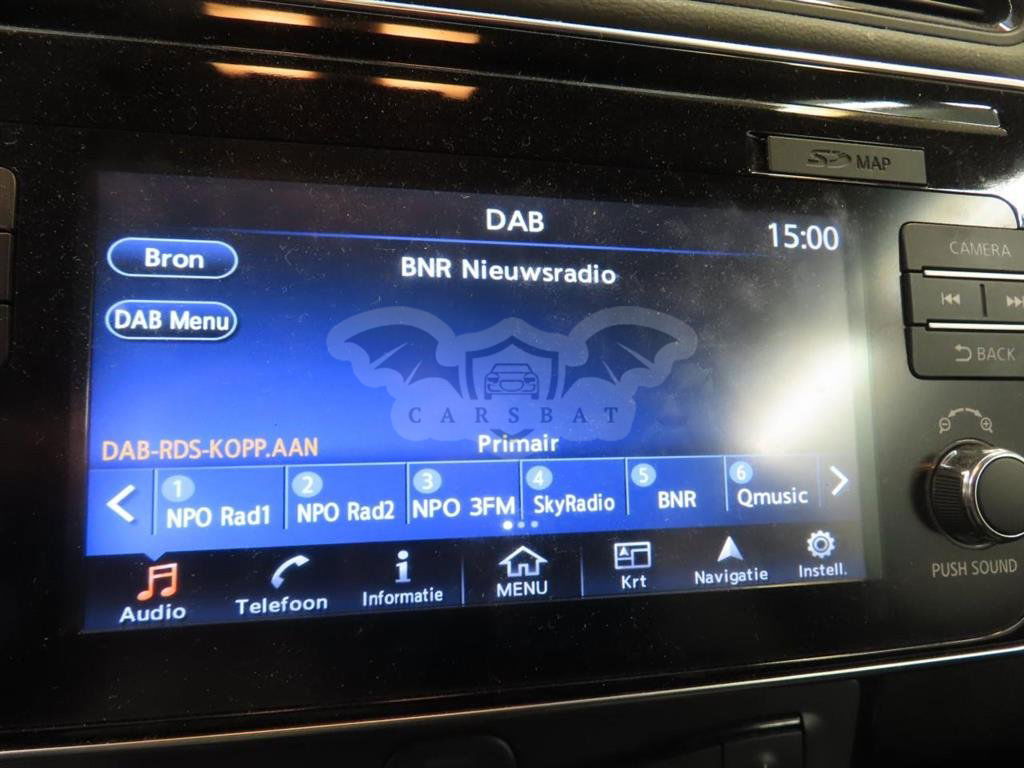 SD MAP
DAB
15:00
Bron
BNR Nieuwsradio
DAB Menu
CARSBAT
DAB-RDS-KOPP.AAN
Primair
1 NPO Rad1
2 NPO Rad2
3 NPO 3FM
4 SkyRadio
5 BNR
6 Qmusic
Audio
Telefoon
Informatie
MENU
Krt
Navigatie
Instell.
CAMERA
BACK
PUSH SOUND